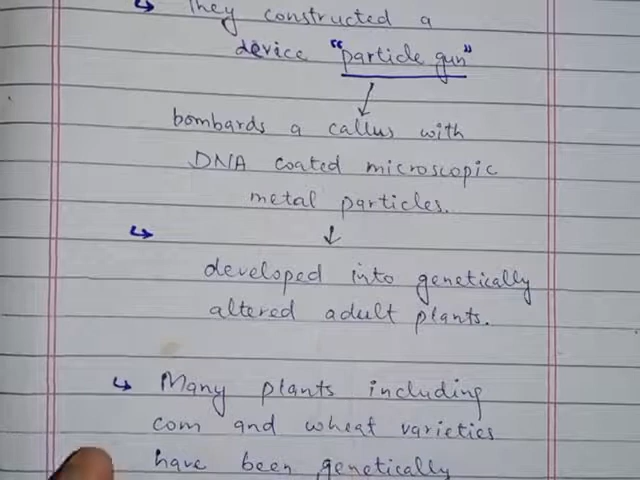 ↳ They constructed a
device "particle gun"
↓
bombards a callus with
DNA coated microscopic
metal particles.
↳ ↓
developed into genetically
altered adult plants.
↳ Many plants including
corn and wheat varieties
have been genetically